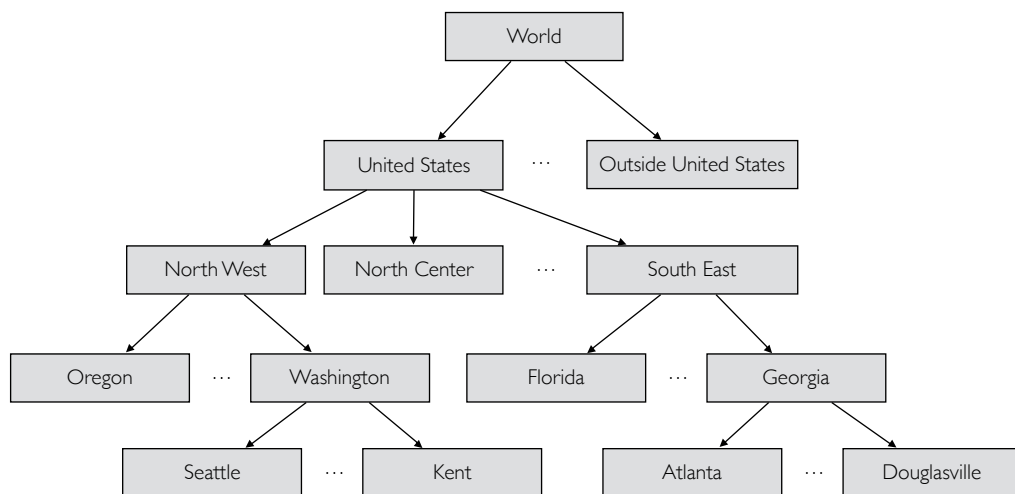 World
United States ... Outside United States
North West North Center ... South East
Oregon ... Washington Florida ... Georgia
Seattle ... Kent Atlanta ... Douglasville